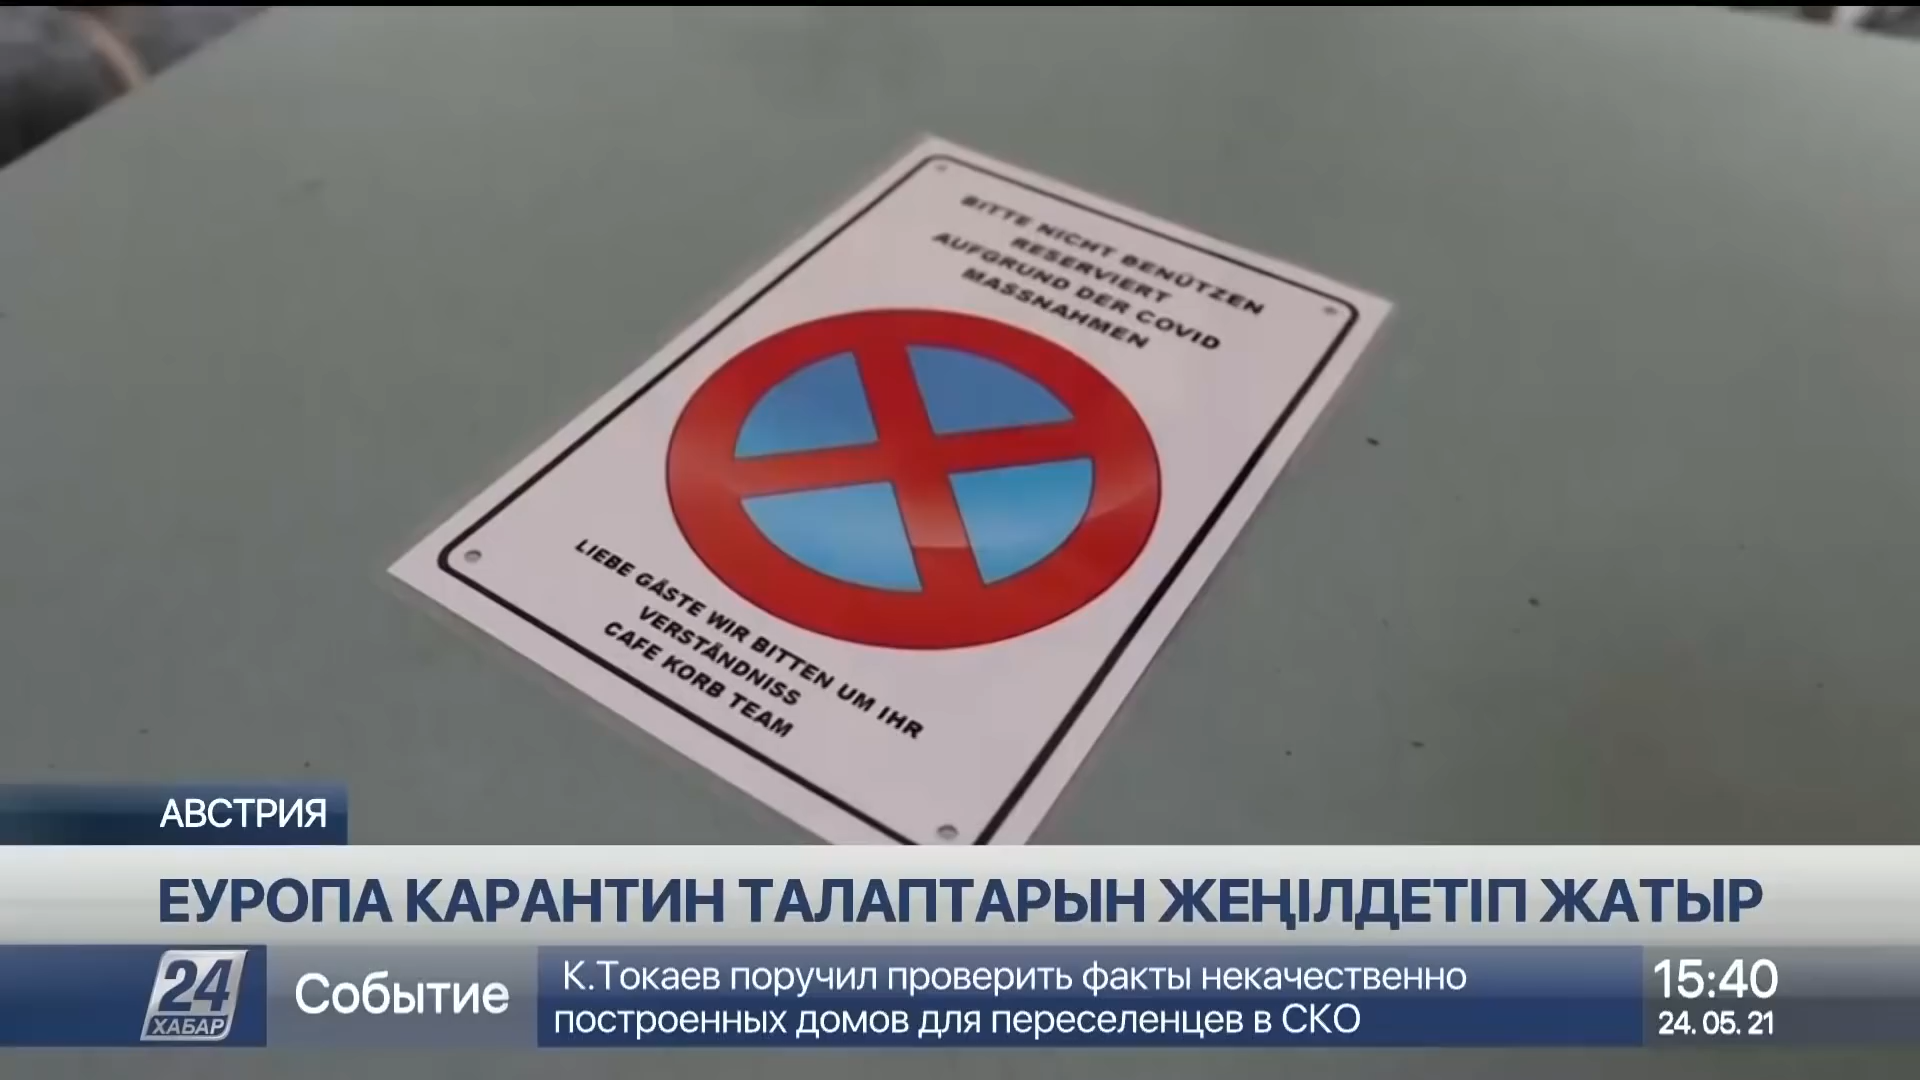 BITTE NICHT BENÜTZEN
RESERVIERT
AUFGRUND DER COVID
MASSNAHMEN
LIEBE GÄSTE WIR BITTEN UM IHR
VERSTÄNDNISS
CAFE KORB TEAM
АВСТРИЯ
ЕУРОПА КАРАНТИН ТАЛАПТАРЫН ЖЕҢІЛДЕТІП ЖАТЫР
24
ХАБАР
Событие
К.Токаев поручил проверить факты некачественно
построенных домов для переселенцев в СКО
15:40
24. 05. 21